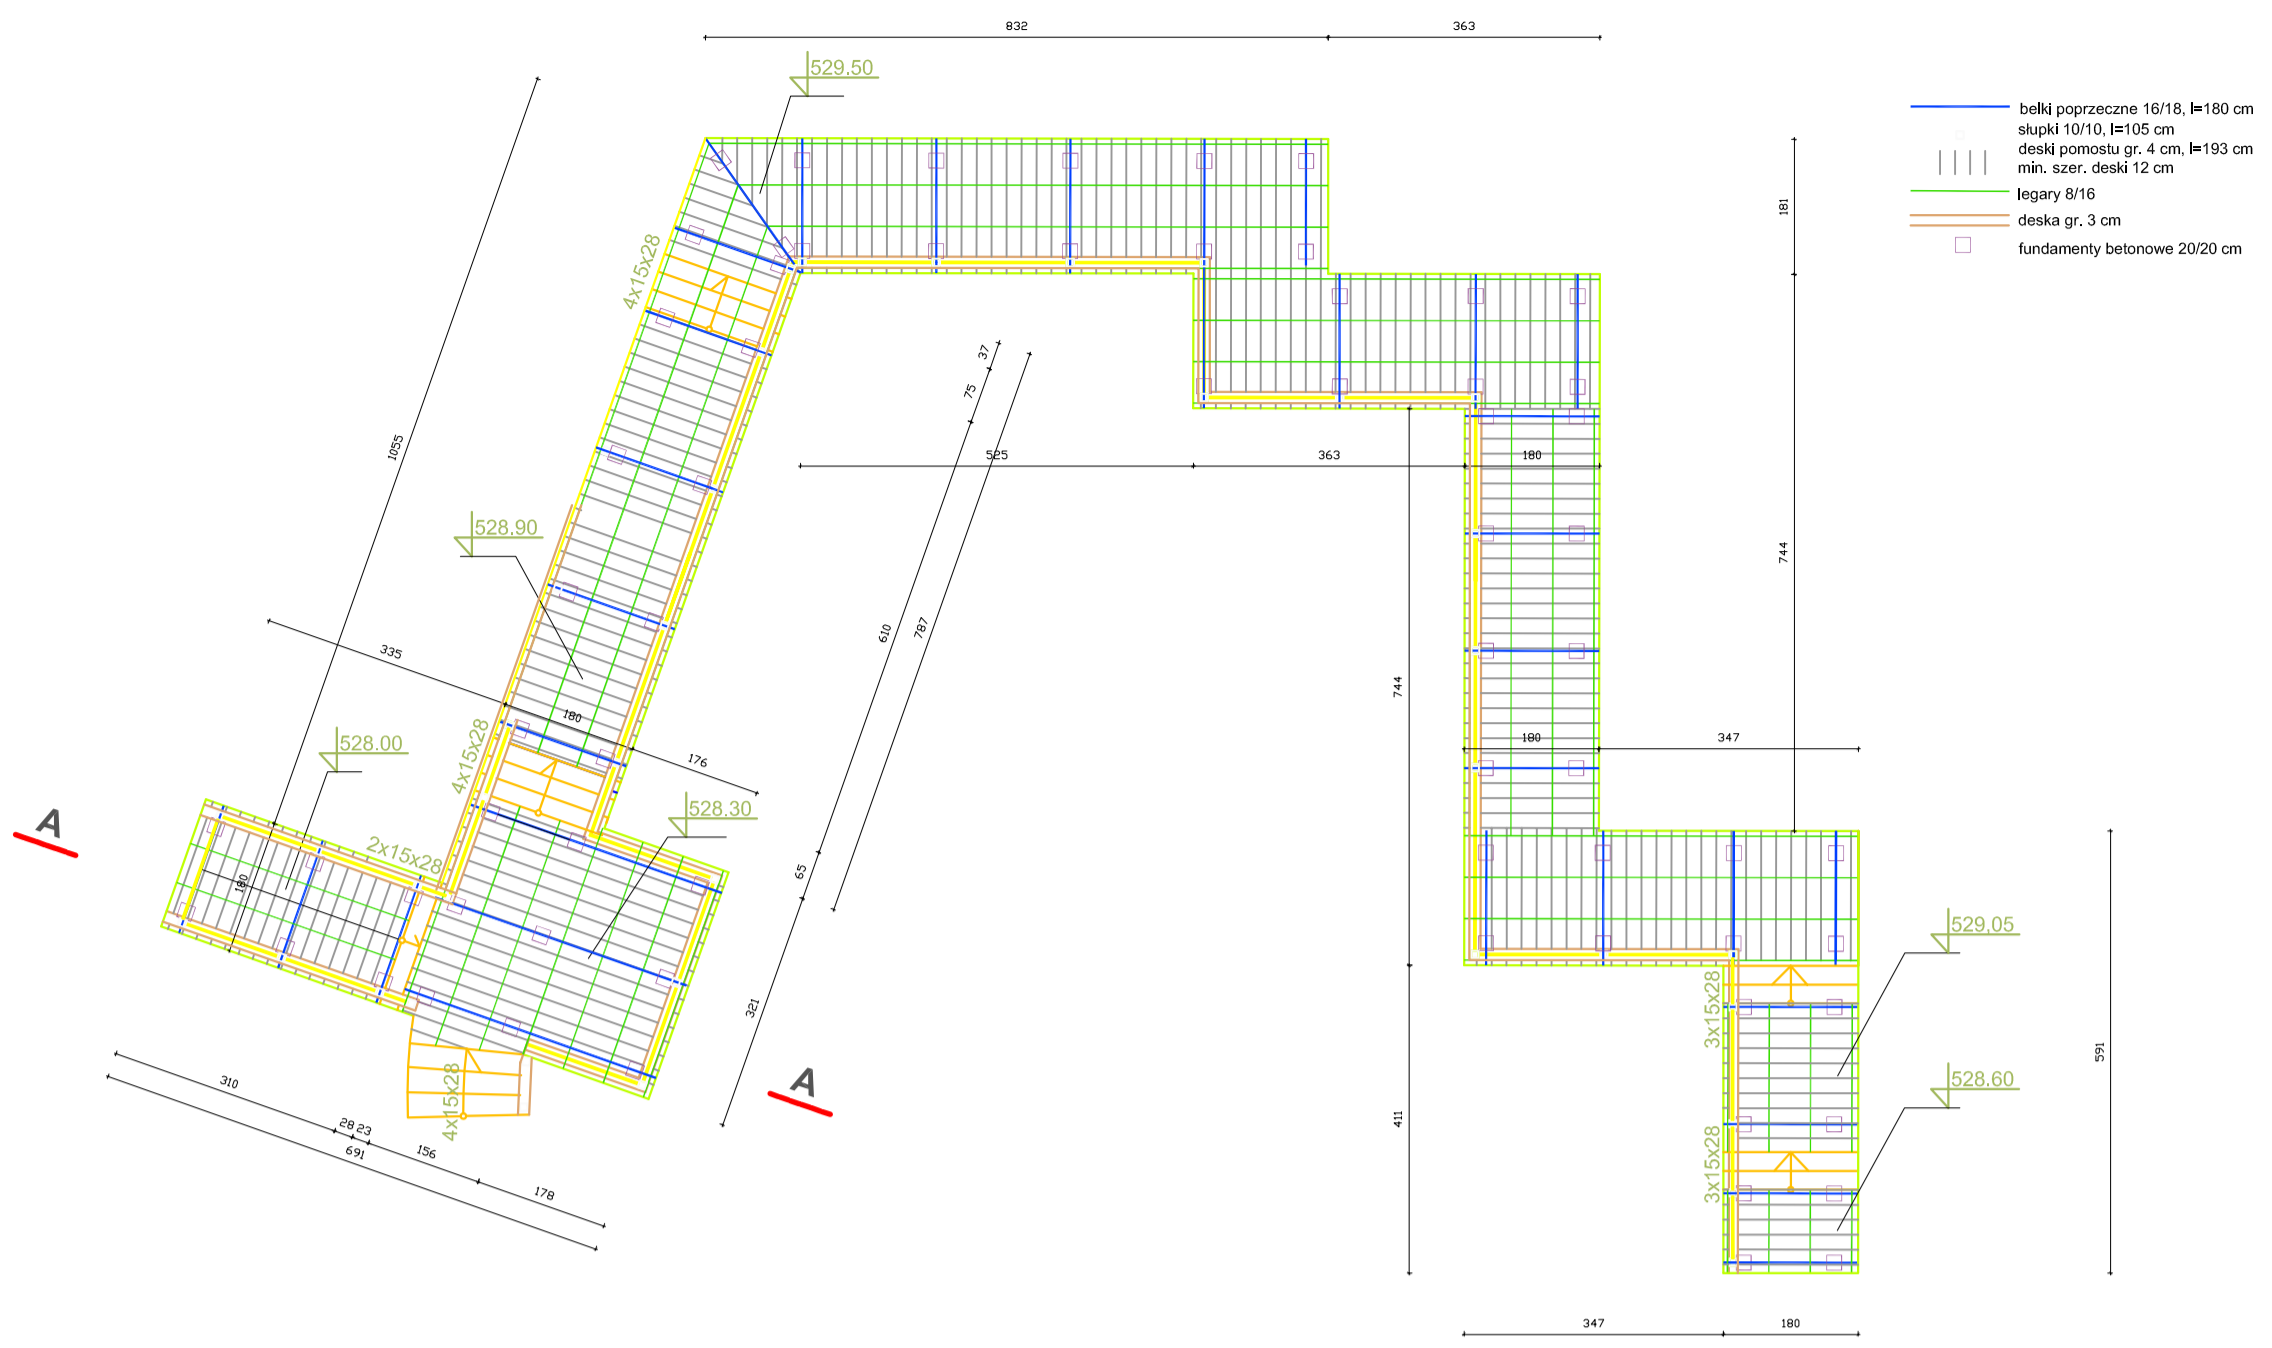 832
363
529.50
belki poprzeczne 16/18, l=180 cm
słupki 10/10, l=105 cm
deski pomostu gr. 4 cm, l=193 cm
min. szer. deski 12 cm
legary 8/16
deska gr. 3 cm
fundamenty betonowe 20/20 cm
181
4x15x28
37
75
1055
525
363
180
528.90
744
610
787
335
180
176
4x15x28
744
180
347
528.00
528.30
A
2x15x28
180
65
529,05
321
3x15x28
591
528.60
A
310
28
23
156
691
178
4x15x28
411
3x15x28
347
180